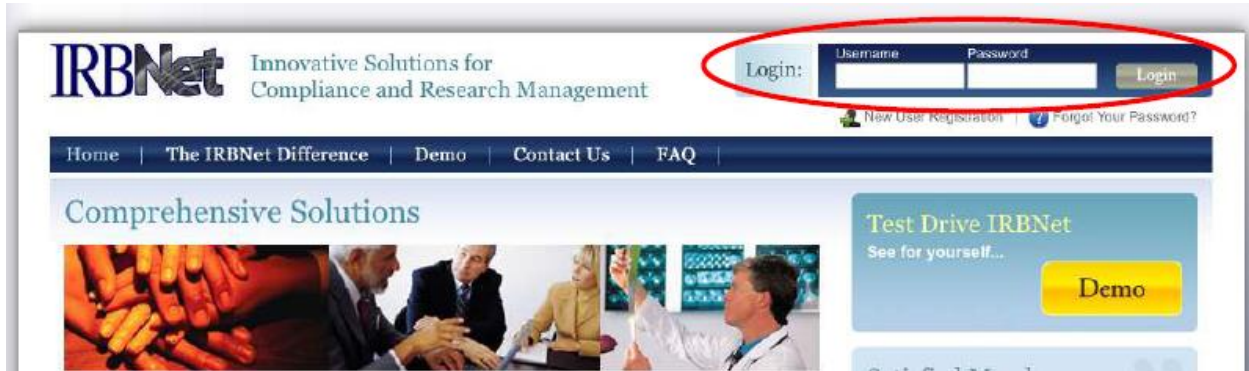 IRBNet
Innovative Solutions for
Compliance and Research Management
Login:
Username Password
Login
New User Registration | Forgot Your Password?
Home | The IRBNet Difference | Demo | Contact Us | FAQ |
Comprehensive Solutions
Test Drive IRBNet
See for yourself...
Demo